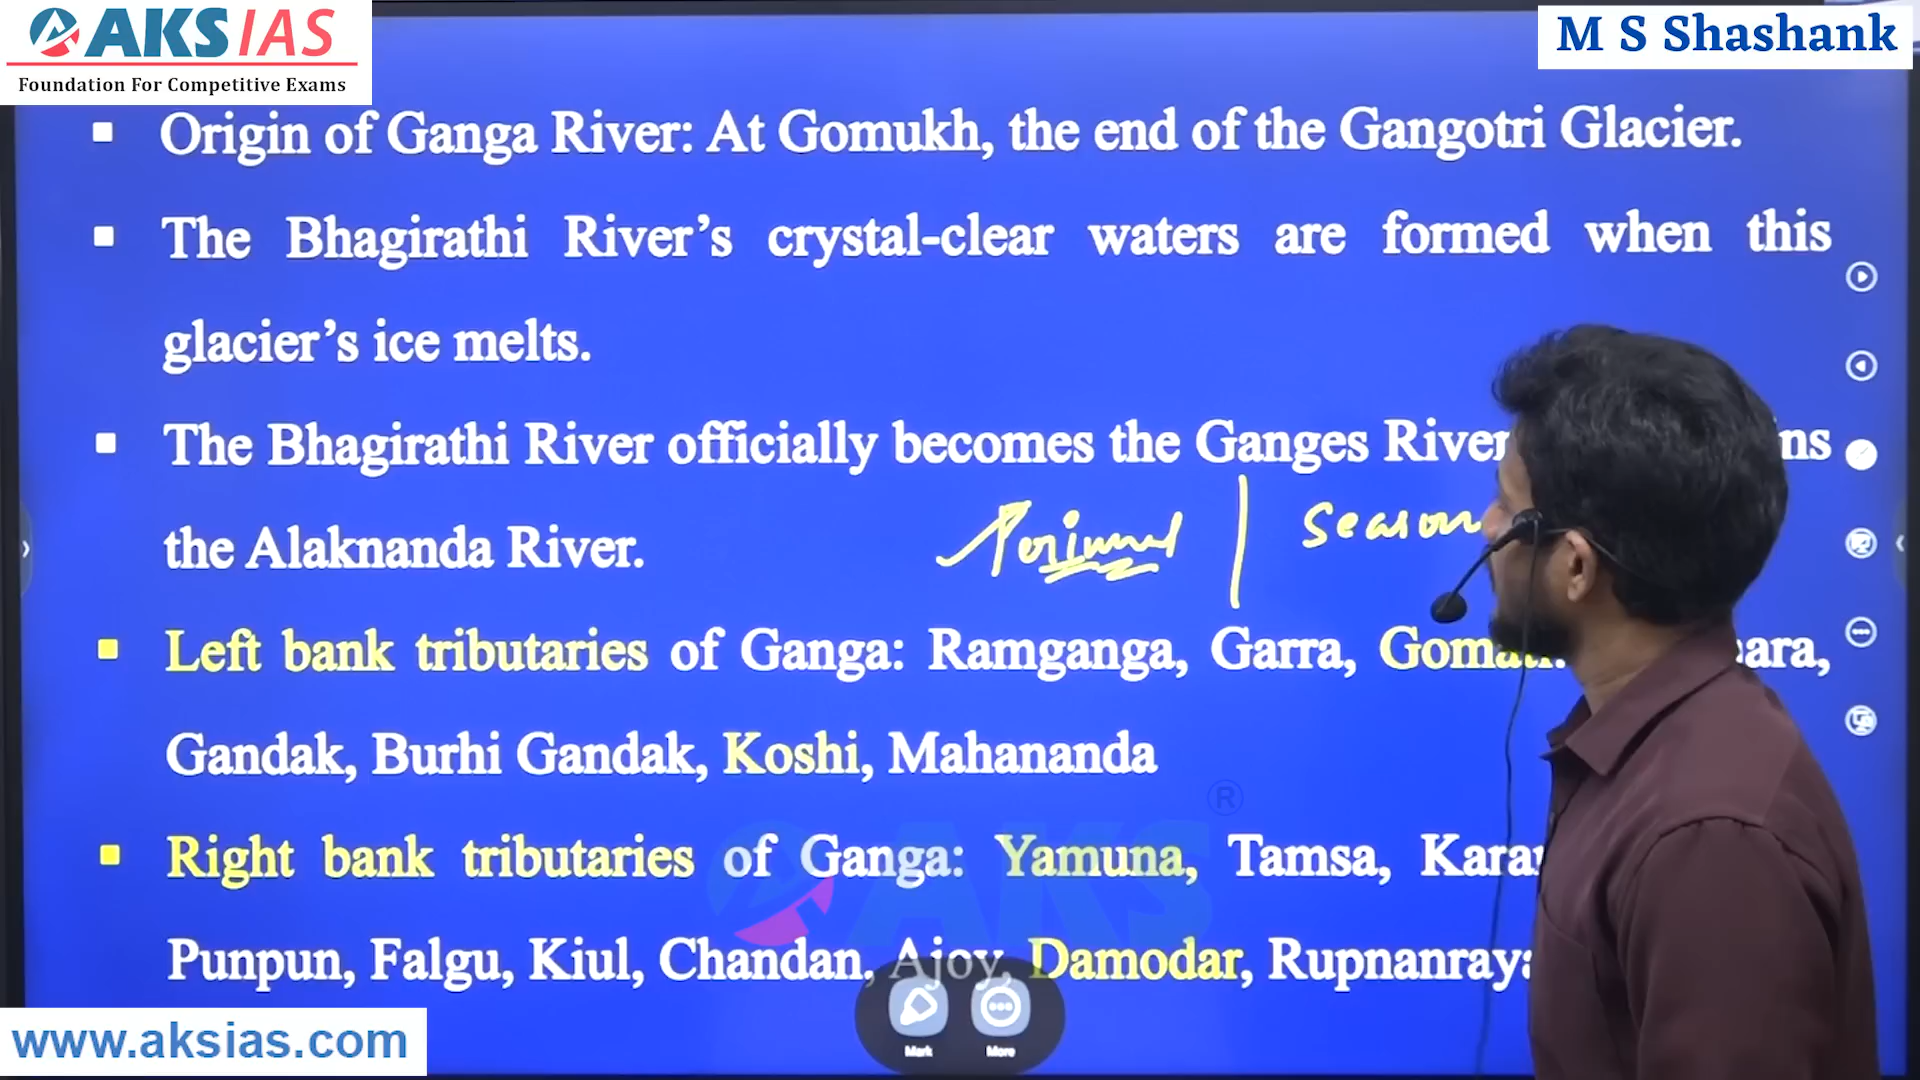 AKS IAS
Foundation For Competitive Exams
M S Shashank
▪ Origin of Ganga River: At Gomukh, the end of the Gangotri Glacier.
▪ The Bhagirathi River’s crystal-clear waters are formed when this
glacier’s ice melts.
▪ The Bhagirathi River officially becomes the Ganges River
the Alaknanda River.
▪ Left bank tributaries of Ganga: Ramganga, Garra,
Gandak, Burhi Gandak, Koshi, Mahananda
▪ Right bank tributaries of Ganga: Yamuna, Tamsa,
Punpun, Falgu, Kiul, Chandan, Ajoy, Damodar,
AKS ®
Mark More
www.aksias.com